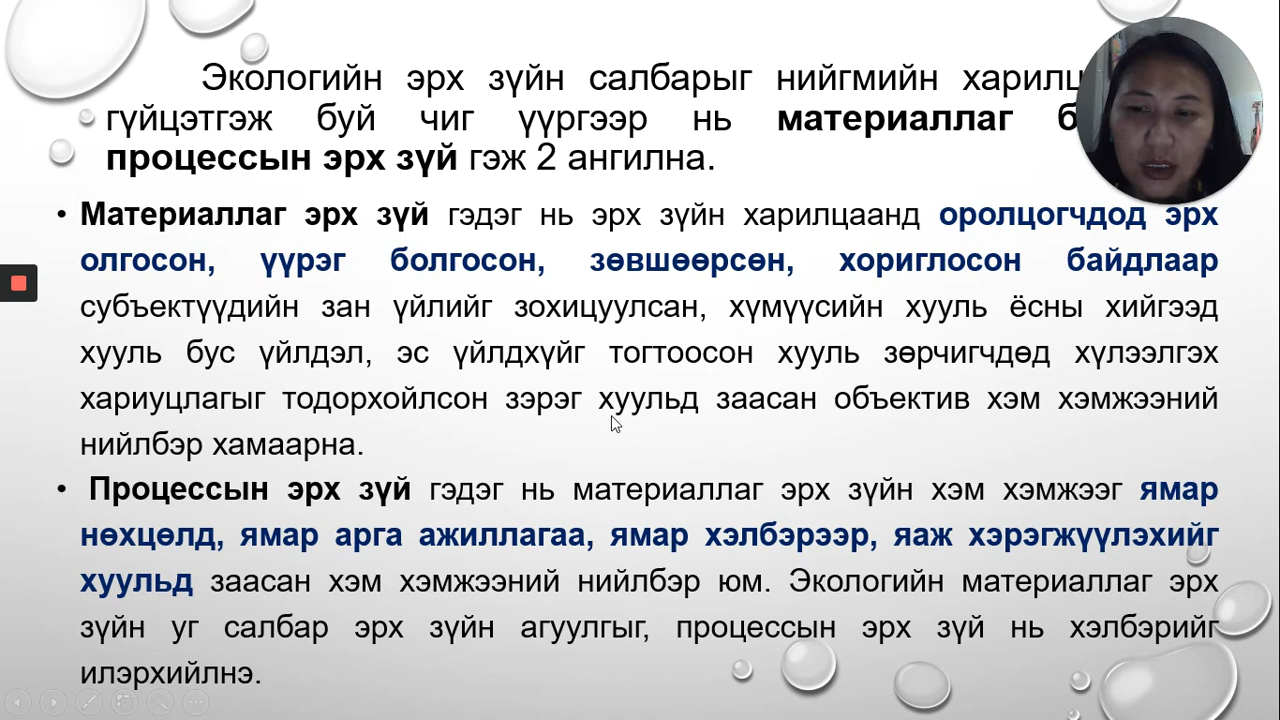 Экологийн эрх зүйн салбарыг нийгмийн
гүйцэтгэж буй чиг үүргээр нь материаллаг
процессын эрх зүй гэж 2 ангилна.
• Материаллаг эрх зүй гэдэг нь эрх зүйн харилцаанд оролцогчдод эрх
олгосон, үүрэг болгосон, зөвшөөрсөн, хориглосон байдлаар
субъектүүдийн зан үйлийг зохицуулсан, хүмүүсийн хууль ёсны хийгээд
хууль бус үйлдэл, эс үйлдхүйг тогтоосон хууль зөрчигчдөд хүлээлгэх
хариуцлагыг тодорхойлсон зэрэг хуульд заасан объектив хэм хэмжээний
нийлбэр хамаарна.
• Процессын эрх зүй гэдэг нь материаллаг эрх зүйн хэм хэмжээг ямар
нөхцөлд, ямар арга ажиллагаа, ямар хэлбэрээр, яаж хэрэгжүүлэхийг
хуульд заасан хэм хэмжээний нийлбэр юм. Экологийн материаллаг эрх
зүйн уг салбар эрх зүйн агуулгыг, процессын эрх зүй нь хэлбэрийг
илэрхийлнэ.